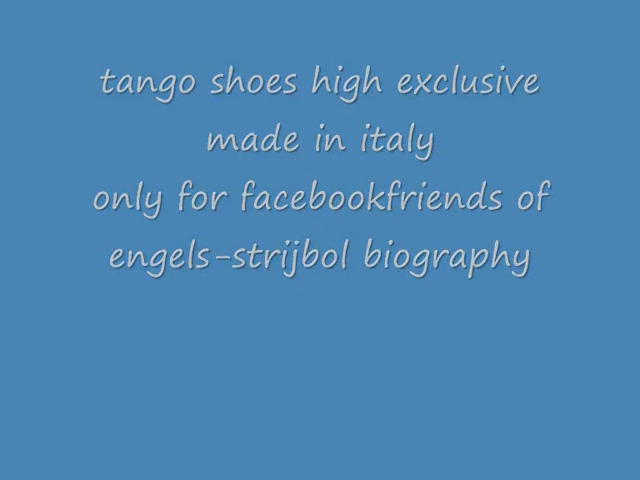 tango shoes high exclusive
made in italy
only for facebookfriends of
engels-strijbol biography